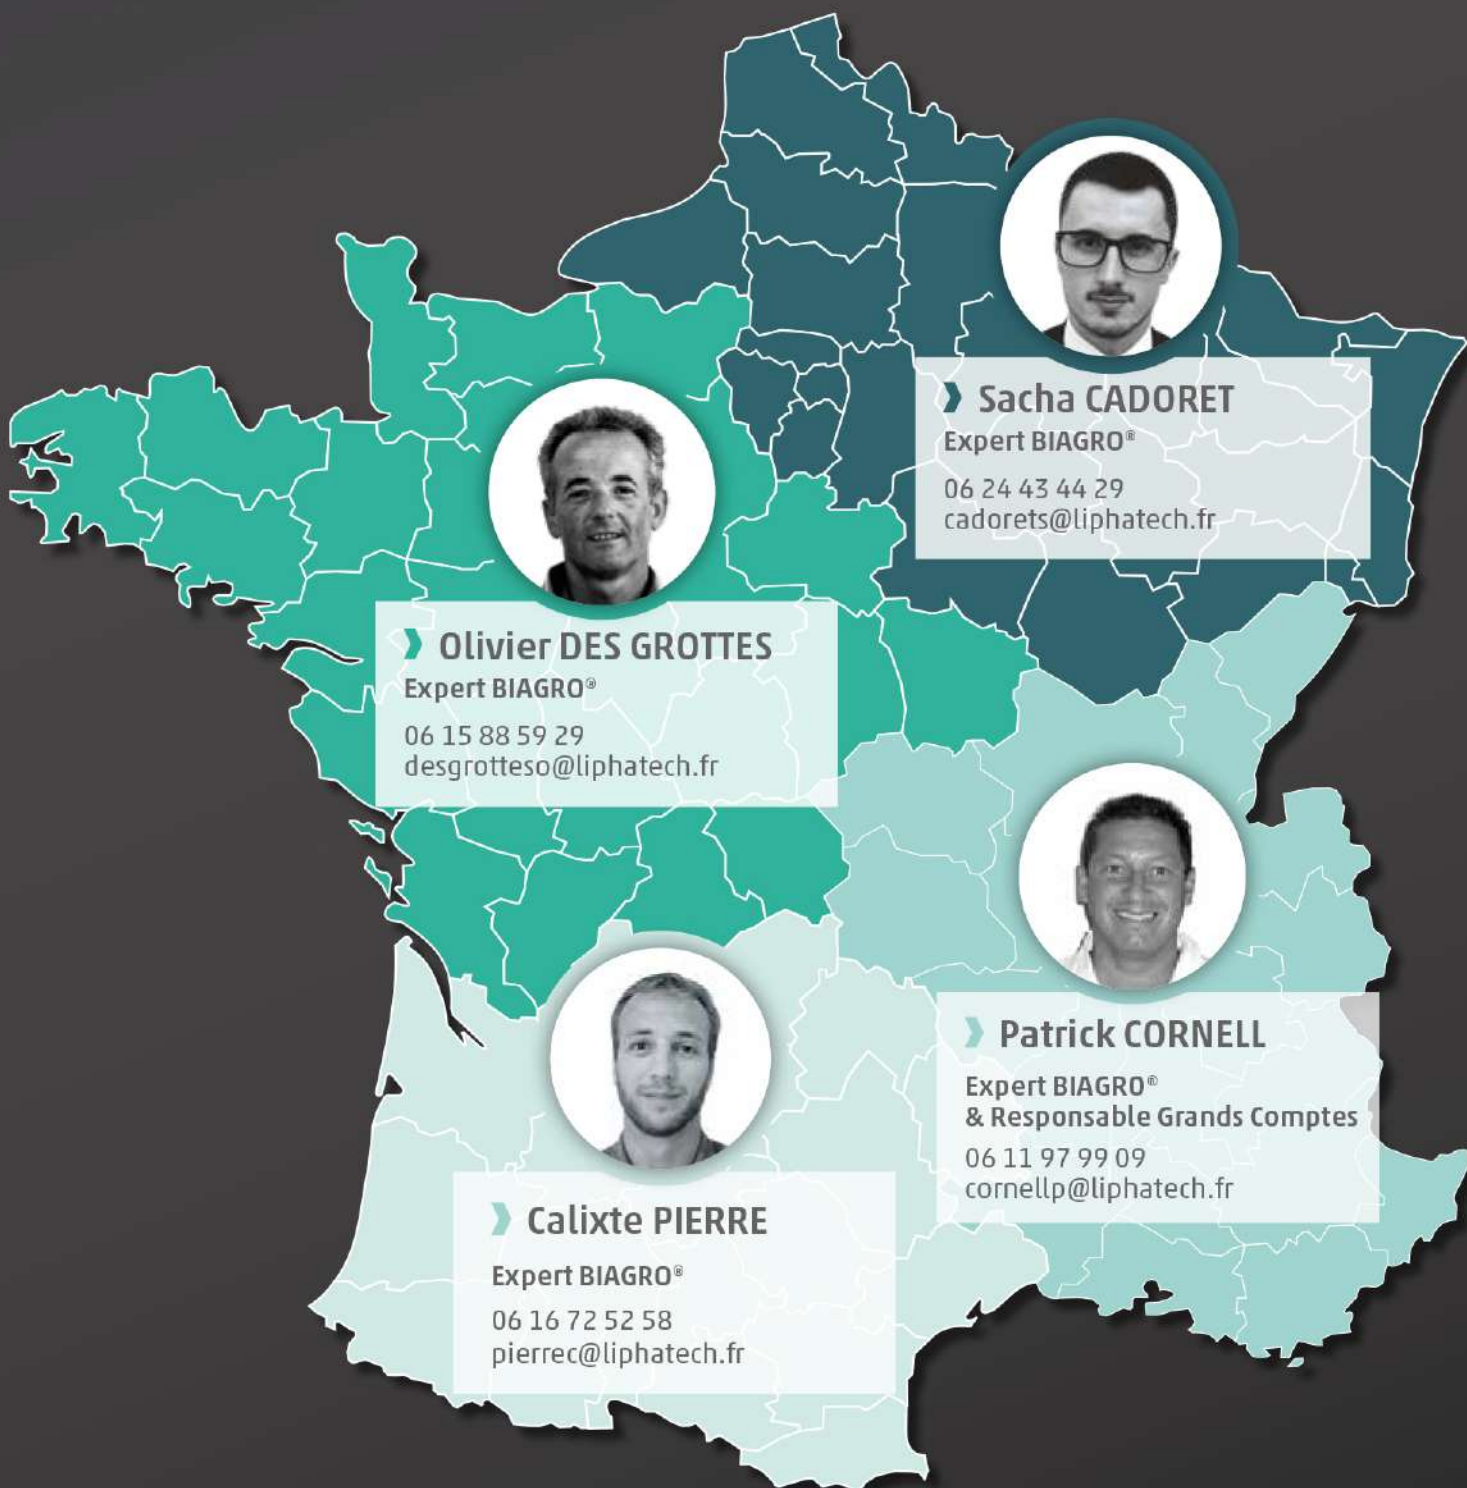 Sacha CADORET
Expert BIAGRO®
06 24 43 44 29
cadorets@liphatech.fr
Olivier DES GROTTES
Expert BIAGRO®
06 15 88 59 29
desgrotteso@liphatech.fr
Patrick CORNELL
Expert BIAGRO®
& Responsable Grands Comptes
06 11 97 99 09
cornellp@liphatech.fr
Calixte PIERRE
Expert BIAGRO®
06 16 72 52 58
pierrec@liphatech.fr